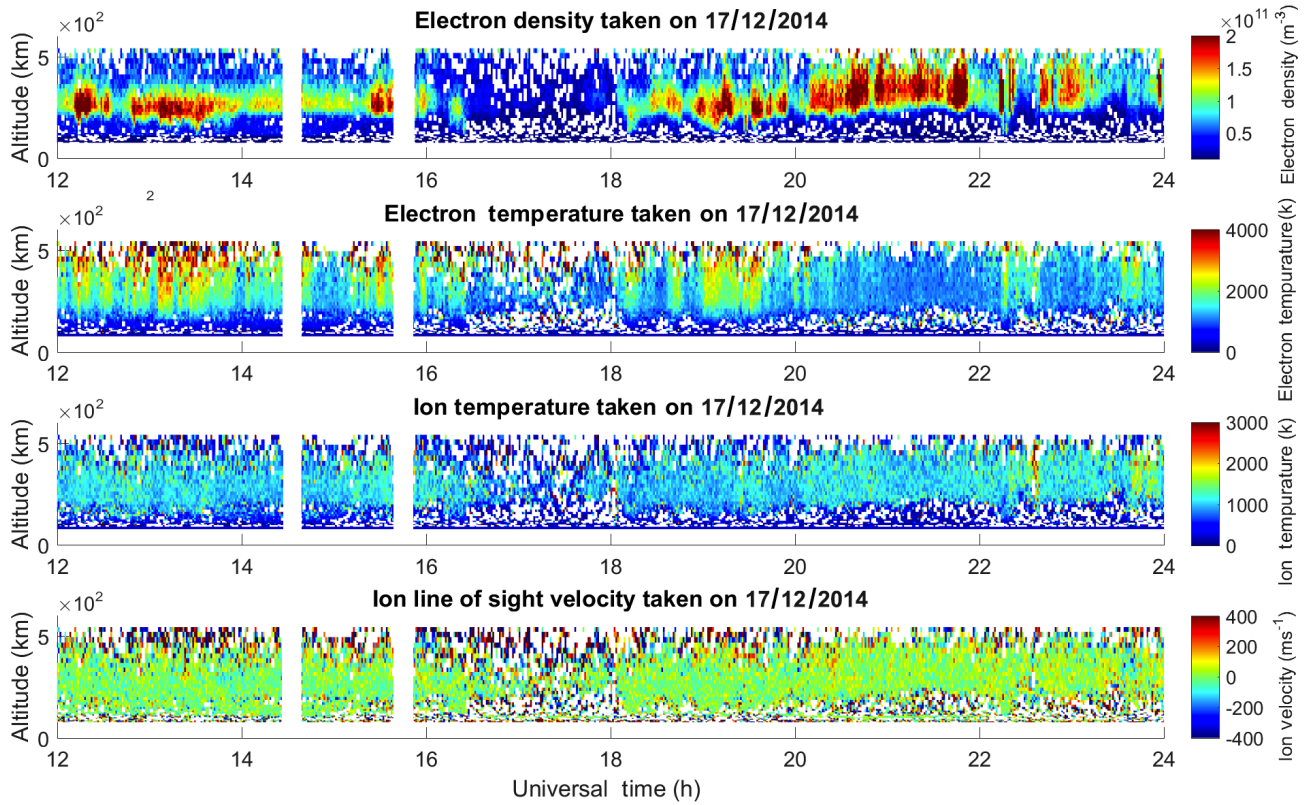 Electron density taken on 17/12/2014
×10²
5
0
Altitude (km)
12 14 16 18 20 22 24
×10¹¹
2
1.5
1
0.5
Electron density (m⁻³)
2
Electron temperature taken on 17/12/2014
×10²
5
0
Altitude (km)
12 14 16 18 20 22 24
4000
2000
0
Electron tempurature (k)
Ion temperature taken on 17/12/2014
×10²
5
0
Altitude (km)
12 14 16 18 20 22 24
3000
2000
1000
0
Ion tempurature (k)
Ion line of sight velocity taken on 17/12/2014
×10²
5
0
Altitude (km)
12 14 16 18 20 22 24
400
200
0
-200
-400
Ion velocity (ms⁻¹)
Universal time (h)